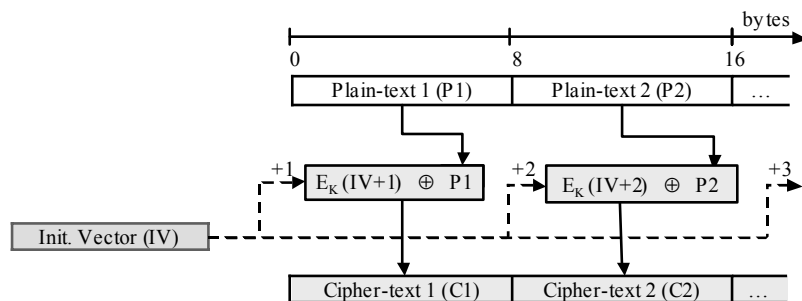 bytes
0 8 16
Plain-text 1 (P1) Plain-text 2 (P2) ...
+1 +2 +3
E_K (IV+1) ⊕ P1 E_K (IV+2) ⊕ P2
Init. Vector (IV)
Cipher-text 1 (C1) Cipher-text 2 (C2) ...